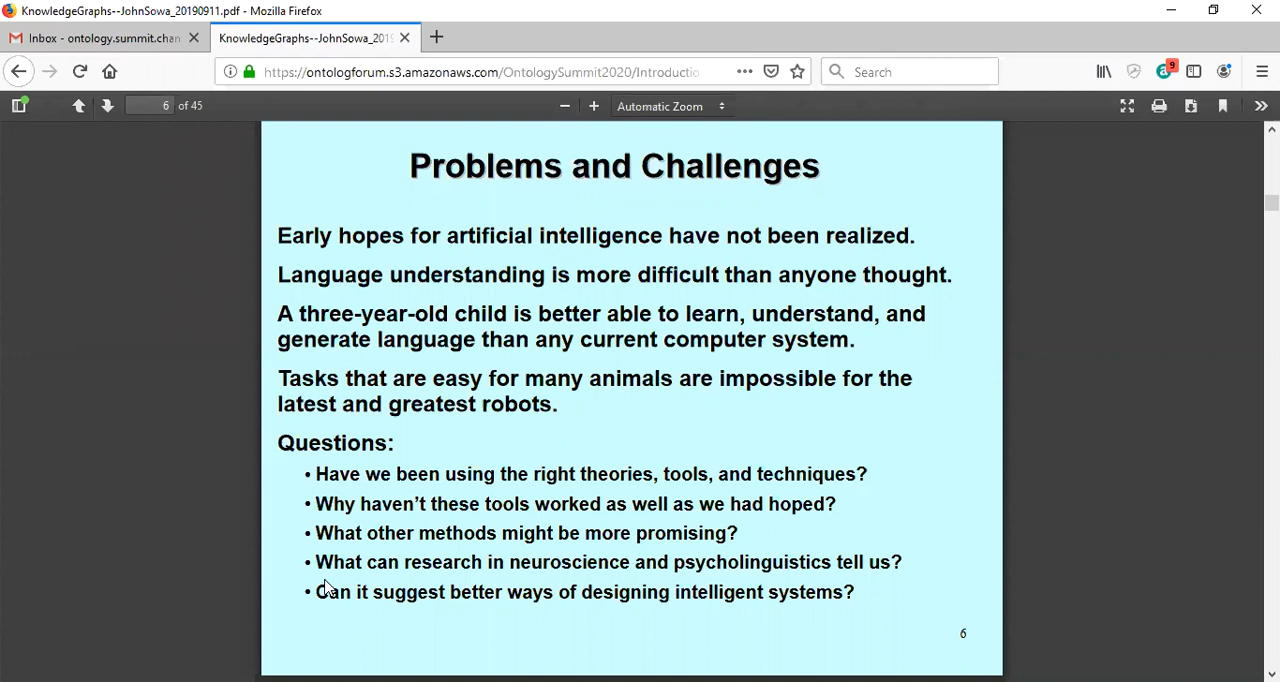 KnowledgeGraphs--JohnSowa_20190911.pdf - Mozilla Firefox
Inbox - ontology.summit.chan
KnowledgeGraphs--JohnSowa_201
https://ontologforum.s3.amazonaws.com/OntologySummit2020/Introductio
Search
9
6 of 45
Automatic Zoom
Problems and Challenges
Early hopes for artificial intelligence have not been realized.
Language understanding is more difficult than anyone thought.
A three-year-old child is better able to learn, understand, and
generate language than any current computer system.
Tasks that are easy for many animals are impossible for the
latest and greatest robots.
Questions:
• Have we been using the right theories, tools, and techniques?
• Why haven’t these tools worked as well as we had hoped?
• What other methods might be more promising?
• What can research in neuroscience and psycholinguistics tell us?
• Can it suggest better ways of designing intelligent systems?
6